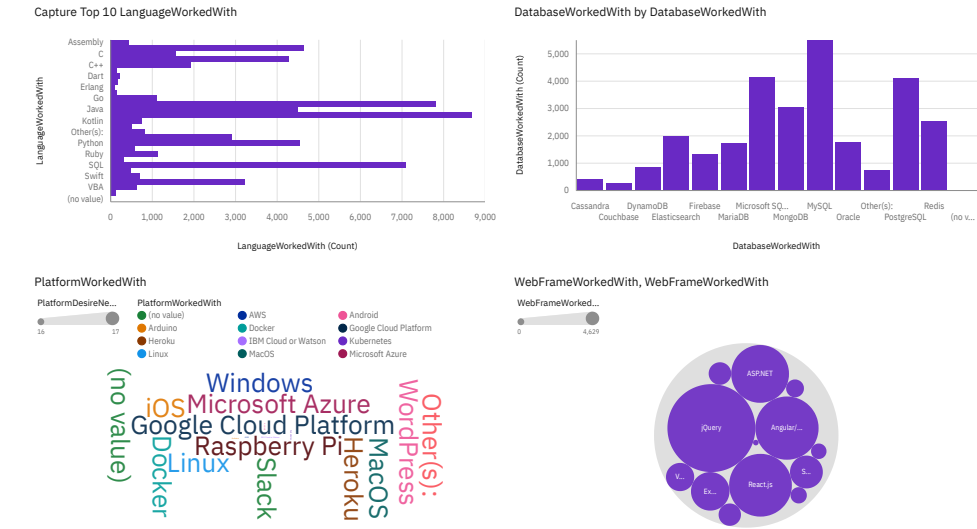 Capture Top 10 LanguageWorkedWith
LanguageWorkedWith
Assembly
C
C++
Dart
Erlang
Go
Java
Kotlin
Other(s):
Python
Ruby
SQL
Swift
VBA
(no value)
0 1,000 2,000 3,000 4,000 5,000 6,000 7,000 8,000 9,000
LanguageWorkedWith (Count)
DatabaseWorkedWith by DatabaseWorkedWith
DatabaseWorkedWith (Count)
5,000
4,000
3,000
2,000
1,000
0
Cassandra DynamoDB Firebase Microsoft SQ... MySQL Other(s): Redis
Couchbase Elasticsearch MariaDB MongoDB Oracle PostgreSQL (no v...
DatabaseWorkedWith
PlatformWorkedWith
PlatformDesireNe...
16 17
PlatformWorkedWith
(no value) AWS Android
Arduino Docker Google Cloud Platform
Heroku IBM Cloud or Watson Kubernetes
Linux MacOS Microsoft Azure
(no value)
Windows
iOS
Microsoft Azure
Google Cloud Platform
Raspberry Pi
Docker
Linux
Slack
Heroku
MacOS
WordPress
Other(s):
WebFrameWorkedWith, WebFrameWorkedWith
WebFrameWorked...
0 4,629
ASP.NET
jQuery
Angular/...
V...
Ex...
React.js
S...